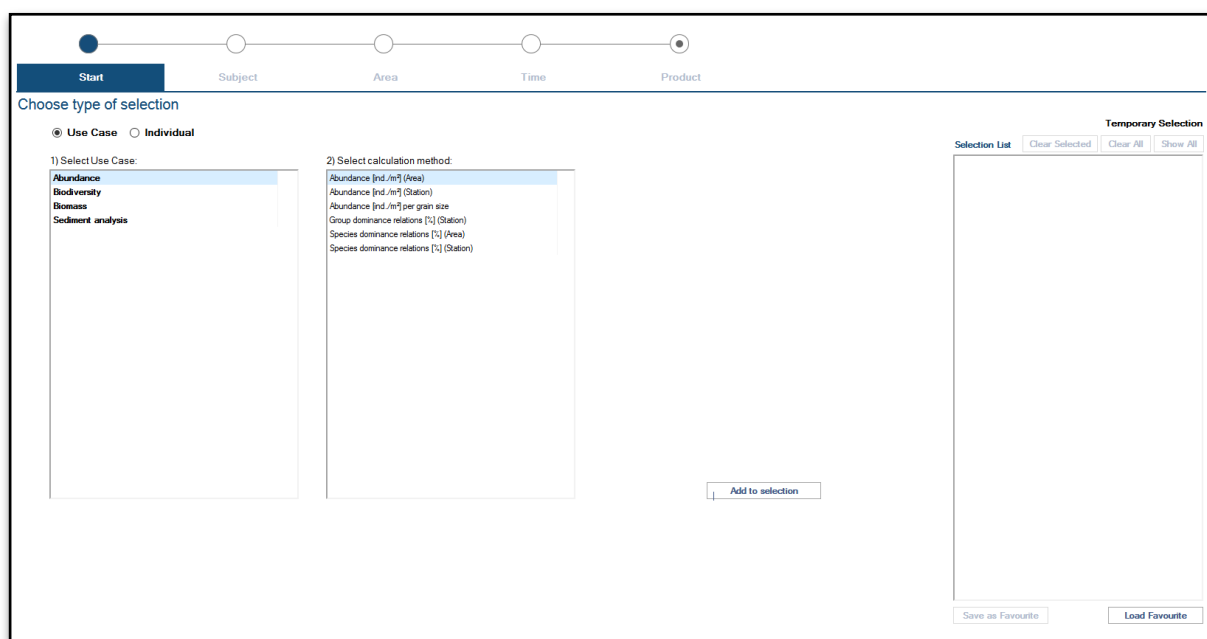 Start Subject Area Time Product
Choose type of selection
Use Case Individual
Temporary Selection
Selection List Clear Selected Clear All Show All
1) Select Use Case:
Abundance
Biodiversity
Biomass
Sediment analysis
2) Select calculation method:
Abundance [ind./m²] (Area)
Abundance [ind./m²] (Station)
Abundance [ind./m²] per grain size
Group dominance relations [%] (Station)
Species dominance relations [%] (Area)
Species dominance relations [%] (Station)
Add to selection
Save as Favourite Load Favourite